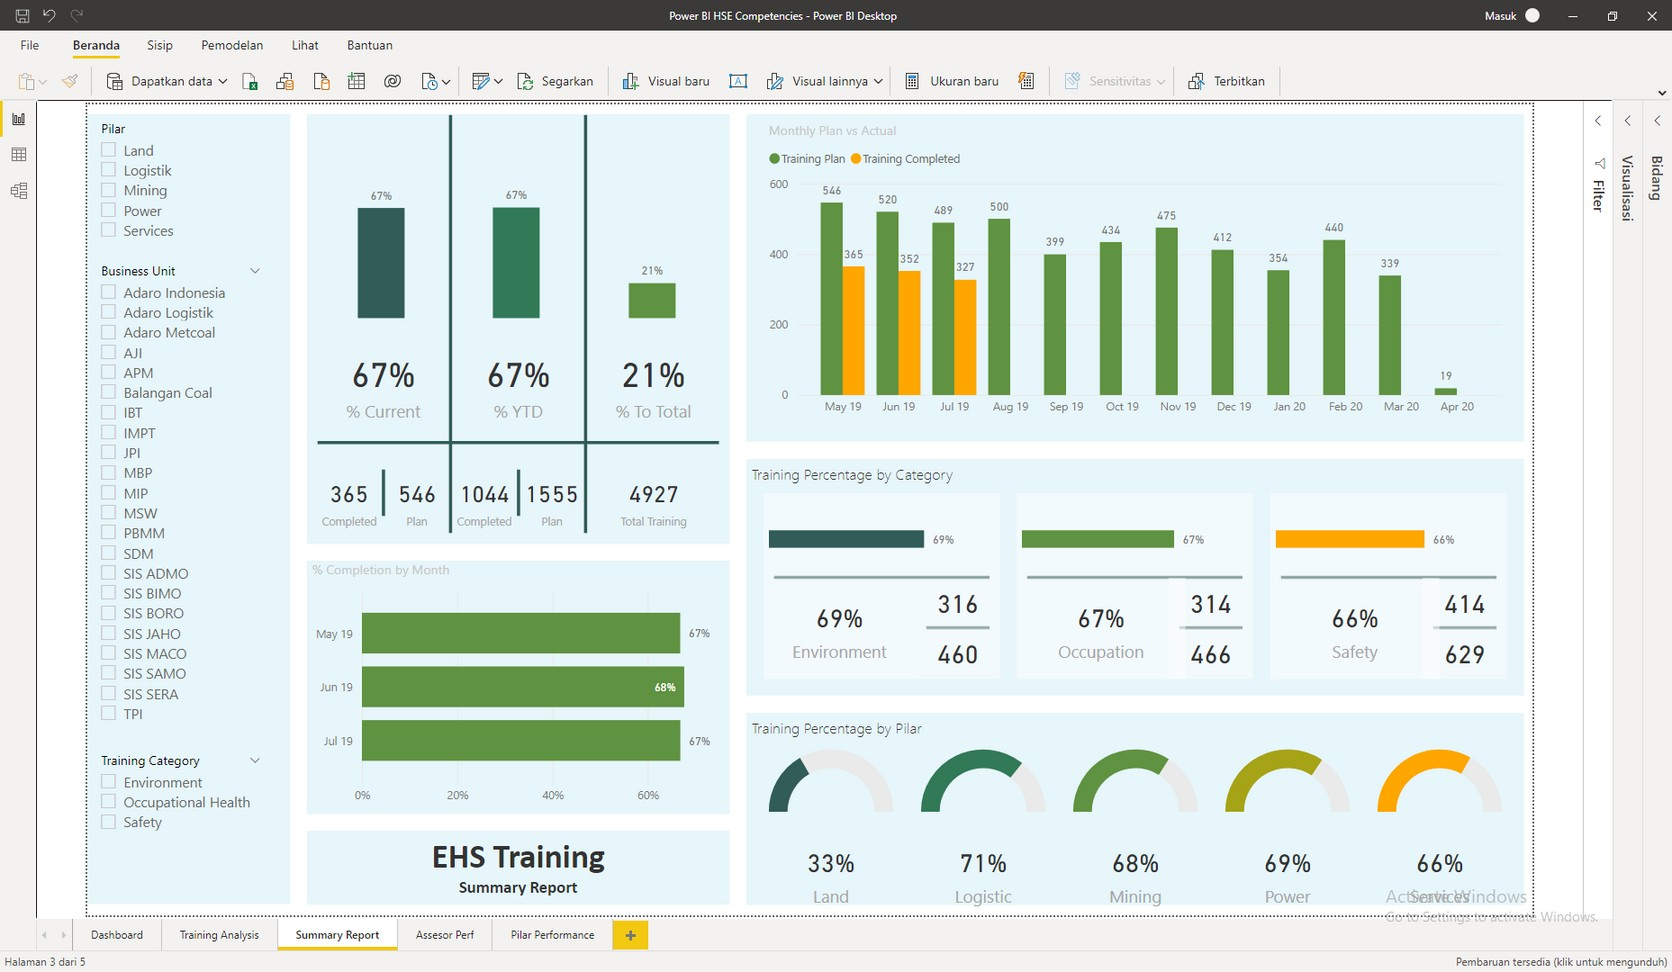 Power BI HSE Competencies - Power BI Desktop
Masuk
File
Beranda
Sisip
Pemodelan
Lihat
Bantuan
Dapatkan data
Segarkan
Visual baru
A
Visual lainnya
Ukuran baru
Sensitivitas
Terbitkan
Pilar
Land
Logistik
Mining
Power
Services
Business Unit
Adaro Indonesia
Adaro Logistik
Adaro Metcoal
AJI
APM
Balangan Coal
IBT
IMPT
JPI
MBP
MIP
MSW
PBMM
SDM
SIS ADMO
SIS BIMO
SIS BORO
SIS JAHO
SIS MACO
SIS SAMO
SIS SERA
TPI
Training Category
Environment
Occupational Health
Safety
67%
67%
21%
67%
67%
21%
% Current
% YTD
% To Total
365
546
1044
1555
4927
Completed
Plan
Completed
Plan
Total Training
% Completion by Month
May 19
67%
Jun 19
68%
Jul 19
67%
0%
20%
40%
60%
EHS Training
Summary Report
Monthly Plan vs Actual
Training Plan
Training Completed
600
400
200
0
546
520
489
500
399
434
475
412
354
440
339
19
365
352
327
May 19
Jun 19
Jul 19
Aug 19
Sep 19
Oct 19
Nov 19
Dec 19
Jan 20
Feb 20
Mar 20
Apr 20
Training Percentage by Category
69%
69%
Environment
316
460
67%
67%
Occupation
314
466
66%
66%
Safety
414
629
Training Percentage by Pilar
33%
71%
68%
69%
66%
Land
Logistic
Mining
Power
Services
Activate Windows
Go to Settings to activate Windows.
Filter
Visualisasi
Bidang
Dashboard
Training Analysis
Summary Report
Assesor Perf
Pilar Performance
+
Halaman 3 dari 5
Pembaruan tersedia (klik untuk mengunduh)